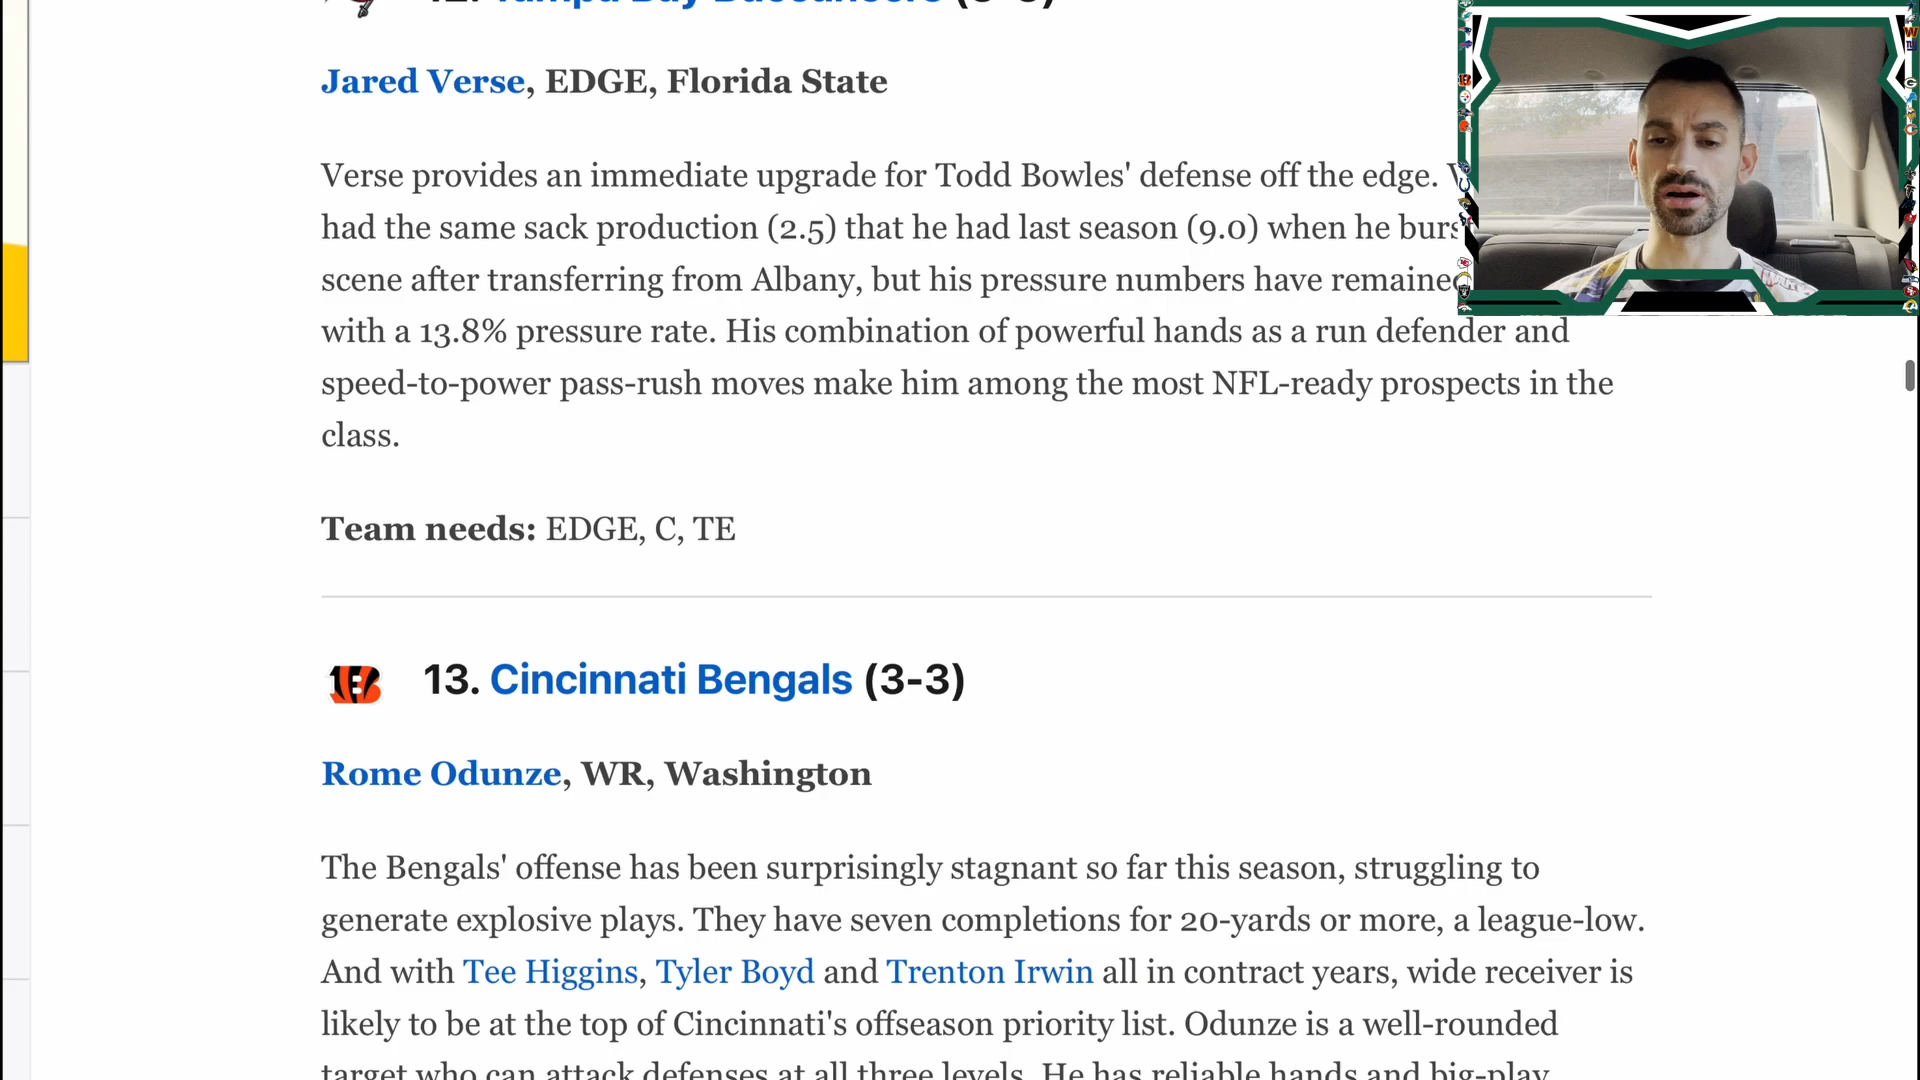 12. Tampa Bay Buccaneers
Jared Verse, EDGE, Florida State
Verse provides an immediate upgrade for Todd Bowles' defense off the edge.
had the same sack production (2.5) that he had last season (9.0) when he burs
scene after transferring from Albany, but his pressure numbers have remained
with a 13.8% pressure rate. His combination of powerful hands as a run defender and
speed-to-power pass-rush moves make him among the most NFL-ready prospects in the
class.
Team needs: EDGE, C, TE
13. Cincinnati Bengals (3-3)
Rome Odunze, WR, Washington
The Bengals' offense has been surprisingly stagnant so far this season, struggling to
generate explosive plays. They have seven completions for 20-yards or more, a league-low.
And with Tee Higgins, Tyler Boyd and Trenton Irwin all in contract years, wide receiver is
likely to be at the top of Cincinnati's offseason priority list. Odunze is a well-rounded
target who can attack defenses at all three levels. He has reliable hands and big-play